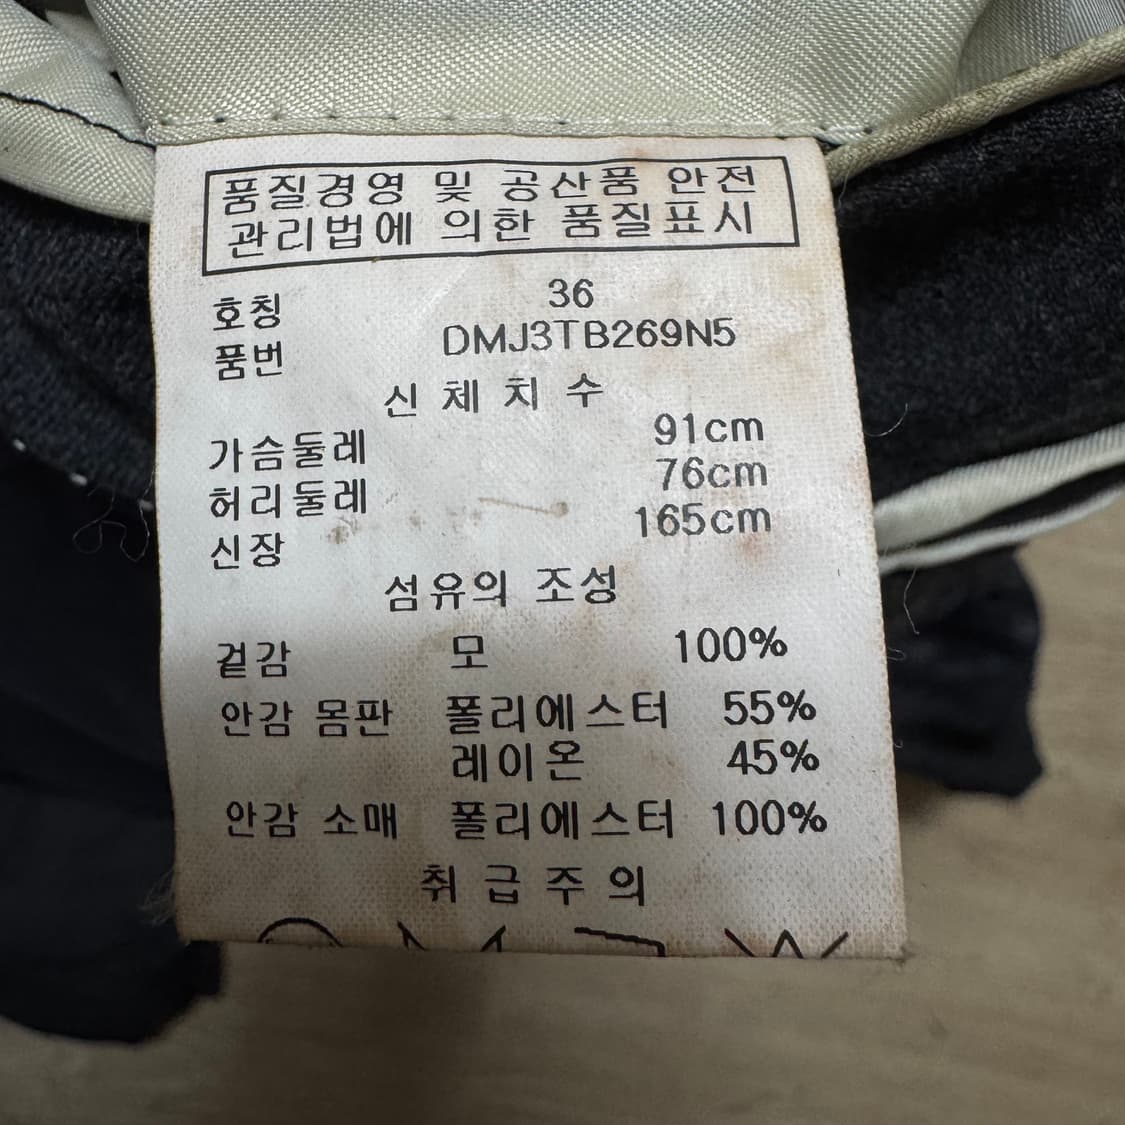 품질경영 및 공산품 안전
관리법에 의한 품질표시
호칭 36
품번 DMJ3TB269N5
신체치수
가슴둘레 91cm
허리둘레 76cm
신장 165cm
섬유의 조성
겉감 모 100%
안감 몸판 폴리에스터 55%
레이온 45%
안감 소매 폴리에스터 100%
취급주의